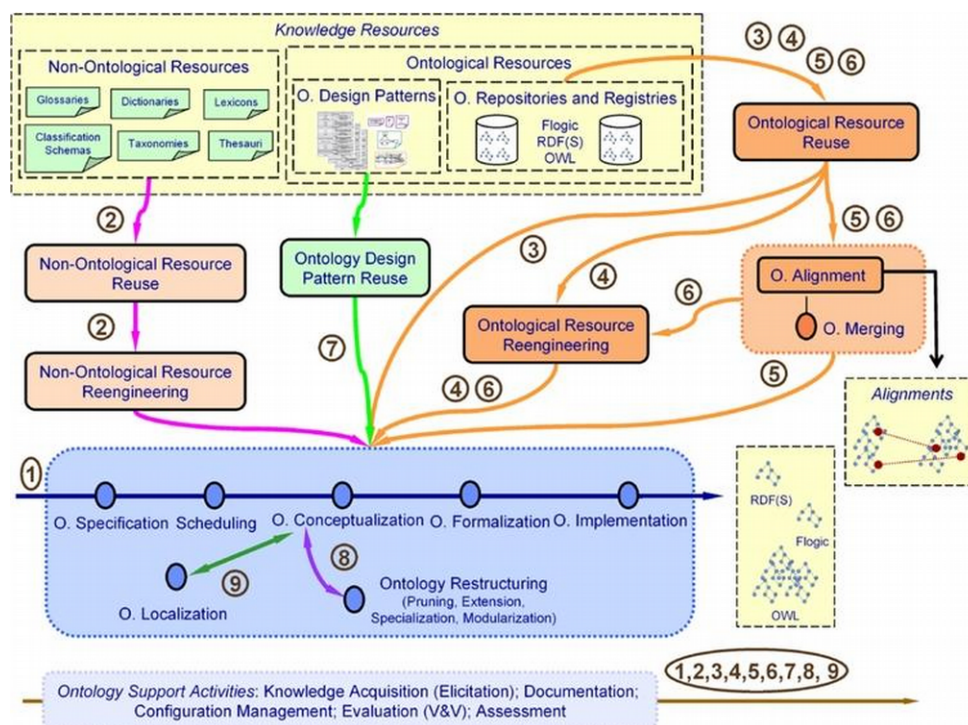 Knowledge Resources
Non-Ontological Resources
Glossaries
Dictionaries
Lexicons
Classification
Schemas
Taxonomies
Thesauri
Ontological Resources
O. Design Patterns
O. Repositories and Registries
Flogic
RDF(S)
OWL
3 4
5 6
Ontological Resource
Reuse
2
Non-Ontological Resource
Reuse
2
Non-Ontological Resource
Reengineering
Ontology Design
Pattern Reuse
7
3
4
5 6
O. Alignment
O. Merging
6
Ontological Resource
Reengineering
4 6
5
Alignments
1
O. Specification
Scheduling
O. Conceptualization
O. Formalization
O. Implementation
9
8
O. Localization
Ontology Restructuring
(Pruning, Extension,
Specialization, Modularization)
RDF(S)
Flogic
OWL
1,2,3,4,5,6,7,8, 9
Ontology Support Activities: Knowledge Acquisition (Elicitation); Documentation;
Configuration Management; Evaluation (V&V); Assessment